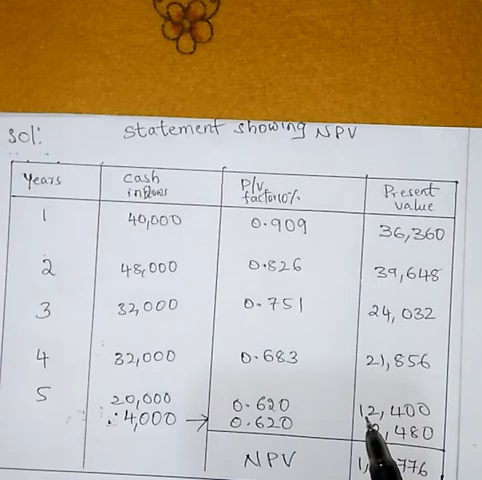 Sol: Statement showing NPV
Years Cash inflows P/V factor 10% Present value
1 40,000 0.909 36,360
2 48,000 0.826 39,648
3 32,000 0.751 24,032
4 32,000 0.683 21,856
5 20,000 0.620 12,400
4,000 → 0.620 ,480
NPV 1, 776